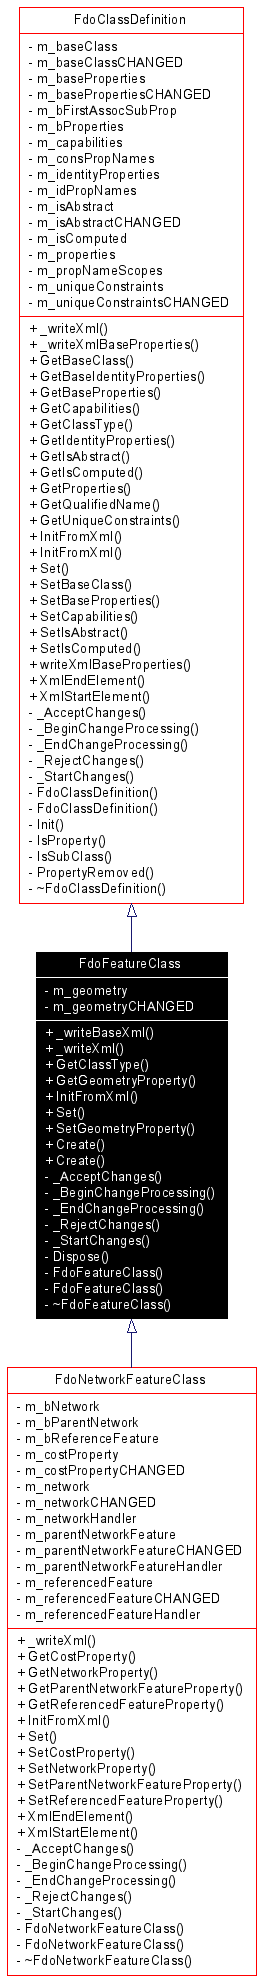 FdoClassDefinition
- m_baseClass
- m_baseClassCHANGED
- m_baseProperties
- m_basePropertiesCHANGED
- m_bFirstAssocSubProp
- m_bProperties
- m_capabilities
- m_consPropNames
- m_identityProperties
- m_idPropNames
- m_isAbstract
- m_isAbstractCHANGED
- m_isComputed
- m_properties
- m_propNameScopes
- m_uniqueConstraints
- m_uniqueConstraintsCHANGED
+ _writeXml()
+ _writeXmlBaseProperties()
+ GetBaseClass()
+ GetBaseIdentityProperties()
+ GetBaseProperties()
+ GetCapabilities()
+ GetClassType()
+ GetIdentityProperties()
+ GetIsAbstract()
+ GetIsComputed()
+ GetProperties()
+ GetQualifiedName()
+ GetUniqueConstraints()
+ InitFromXml()
+ InitFromXml()
+ Set()
+ SetBaseClass()
+ SetBaseProperties()
+ SetCapabilities()
+ SetIsAbstract()
+ SetIsComputed()
+ writeXmlBaseProperties()
+ XmlEndElement()
+ XmlStartElement()
- _AcceptChanges()
- _BeginChangeProcessing()
- _EndChangeProcessing()
- _RejectChanges()
- _StartChanges()
- FdoClassDefinition()
- FdoClassDefinition()
- Init()
- IsProperty()
- IsSubClass()
- PropertyRemoved()
- ~FdoClassDefinition()
FdoFeatureClass
- m_geometry
- m_geometryCHANGED
+ _writeBaseXml()
+ _writeXml()
+ GetClassType()
+ GetGeometryProperty()
+ InitFromXml()
+ Set()
+ SetGeometryProperty()
+ Create()
+ Create()
- _AcceptChanges()
- _BeginChangeProcessing()
- _EndChangeProcessing()
- _RejectChanges()
- _StartChanges()
- Dispose()
- FdoFeatureClass()
- FdoFeatureClass()
- ~FdoFeatureClass()
FdoNetworkFeatureClass
- m_bNetwork
- m_bParentNetwork
- m_bReferenceFeature
- m_costProperty
- m_costPropertyCHANGED
- m_network
- m_networkCHANGED
- m_networkHandler
- m_parentNetworkFeature
- m_parentNetworkFeatureCHANGED
- m_parentNetworkFeatureHandler
- m_referencedFeature
- m_referencedFeatureCHANGED
- m_referencedFeatureHandler
+ _writeXml()
+ GetCostProperty()
+ GetNetworkProperty()
+ GetParentNetworkFeatureProperty()
+ GetReferencedFeatureProperty()
+ InitFromXml()
+ Set()
+ SetCostProperty()
+ SetNetworkProperty()
+ SetParentNetworkFeatureProperty()
+ SetReferencedFeatureProperty()
+ XmlEndElement()
+ XmlStartElement()
- _AcceptChanges()
- _BeginChangeProcessing()
- _EndChangeProcessing()
- _RejectChanges()
- _StartChanges()
- FdoNetworkFeatureClass()
- FdoNetworkFeatureClass()
- ~FdoNetworkFeatureClass()